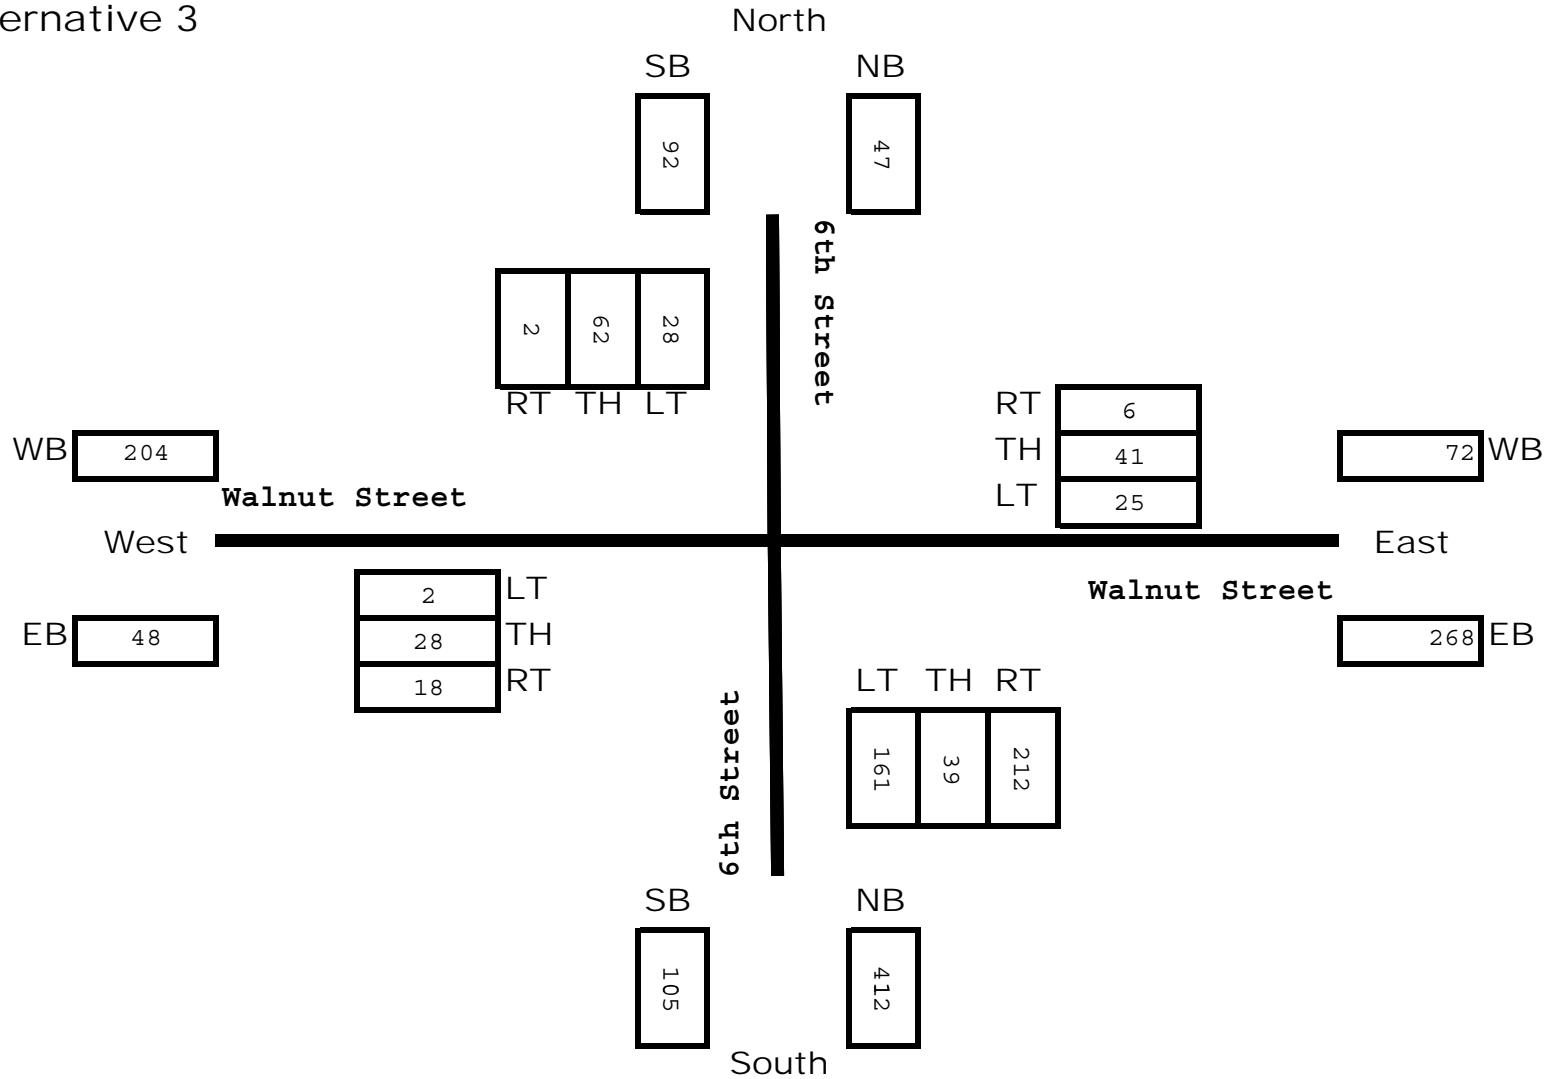 ernative 3
North
SB NB
92 47
6th Street
2 62 28
RT TH LT
RT 6
TH 41
LT 25
WB 204
72 WB
Walnut Street
West
East
2 LT
28 TH
18 RT
Walnut Street
EB 48
268 EB
LT TH RT
161 39 212
6th Street
SB NB
105 412
South